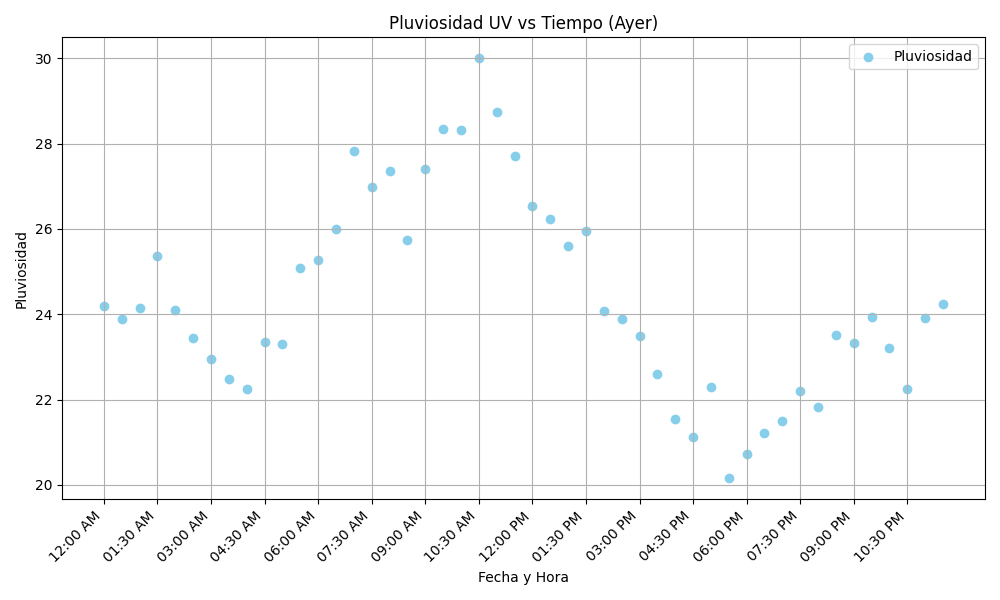 Pluviosidad UV vs Tiempo (Ayer)
Pluviosidad
30
28
26
24
22
20
Pluviosidad
12:00 AM
01:30 AM
03:00 AM
04:30 AM
06:00 AM
07:30 AM
09:00 AM
10:30 AM
12:00 PM
01:30 PM
03:00 PM
04:30 PM
06:00 PM
07:30 PM
09:00 PM
10:30 PM
Fecha y Hora